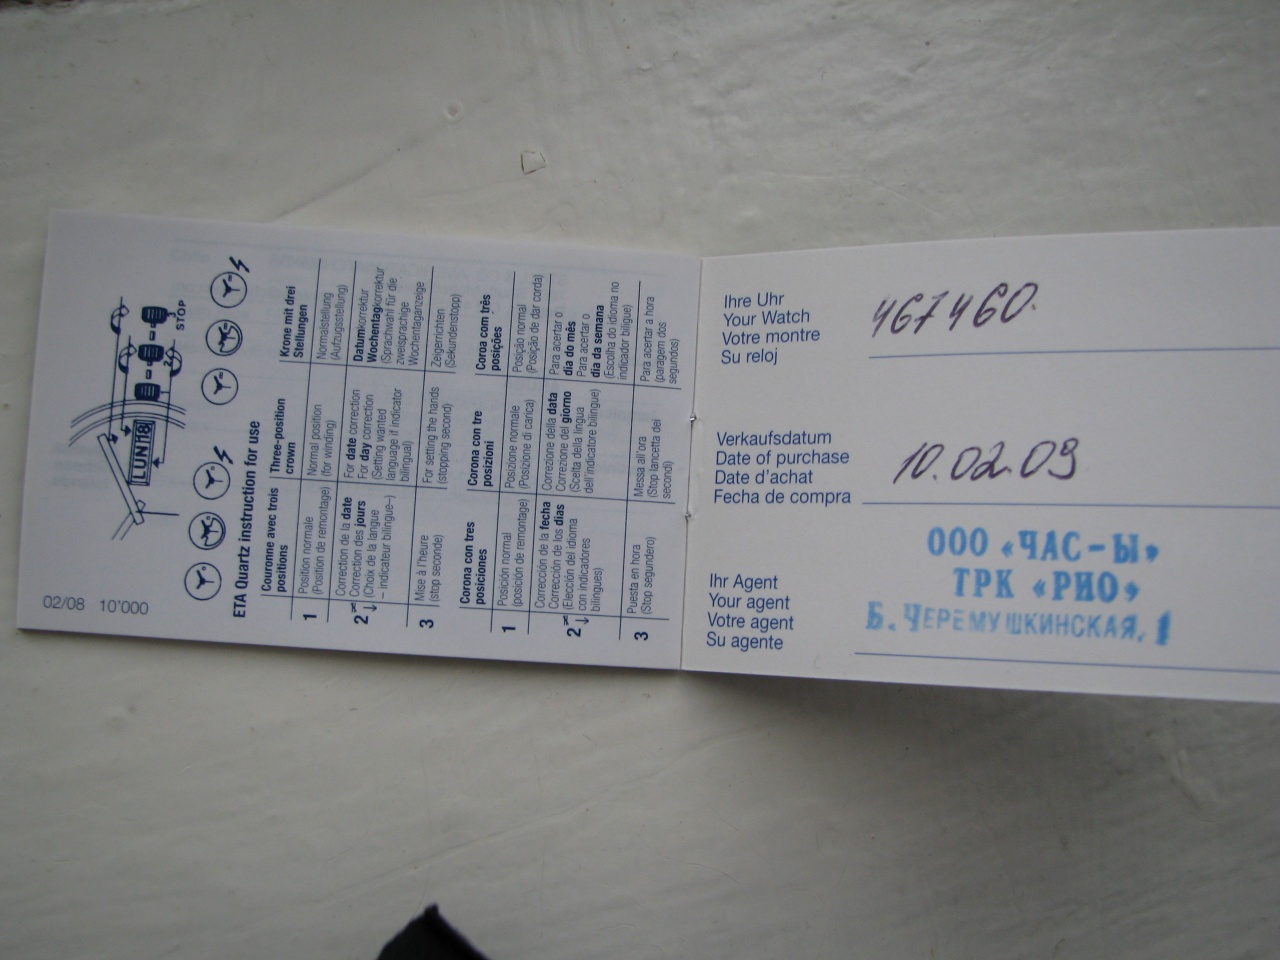 02/08 10'000
LUN 18
1 2 3
STOP
ETA Quartz instruction for use
Couronne avec trois positions
Three-position crown
Krone mit drei Stellungen
1
Position normale
(Position de remontage)
Normal position
(for winding)
Normalstellung
(Aufzugsstellung)
2
Correction de la date
Correction des jours
(Choix de la langue
– indicateur bilingue–)
For date correction
For day correction
(Setting wanted
language if indicator
bilingual)
Datumkorrektur
Wochentagkorrektur
(Sprachwahl für die
zweisprachige
Wochentaganzeige
3
Mise à l'heure
(stop seconde)
For setting the hands
(stopping second)
Zeigerrichten
(Sekundenstopp)
Corona con tres
posiciones
Corona con tre
posizioni
Coroa com três
posições
1
Posición normal
(posición de remontage)
Posizione normale
(Posizione di carica)
Posição normal
(Posição de dar corda)
2
Corrección de la fecha
Corrección de los días
(Elección del idioma
con indicadores
bilingues)
Correzione della data
Correzione del giorno
(Scelta della lingua
dell'indicatore bilingue)
Para acertar o
dia do mês
Para acertar o
dia da semana
(Escolha do idioma no
indicador biligue)
3
Puesta en hora
(Stop segundero)
Messa all'ora
(Stop lancetta dei
secondi)
Para acertar a hora
(paragem dos
segundos)
Ihre Uhr
Your Watch
Votre montre
Su reloj
467460.
Verkaufsdatum
Date of purchase
Date d'achat
Fecha de compra
10.02.09
Ihr Agent
Your agent
Votre agent
Su agente
ООО «ЧАС-Ы»
ТРК «РИО»
Б. ЧЕРЕМУШКИНСКАЯ, 1